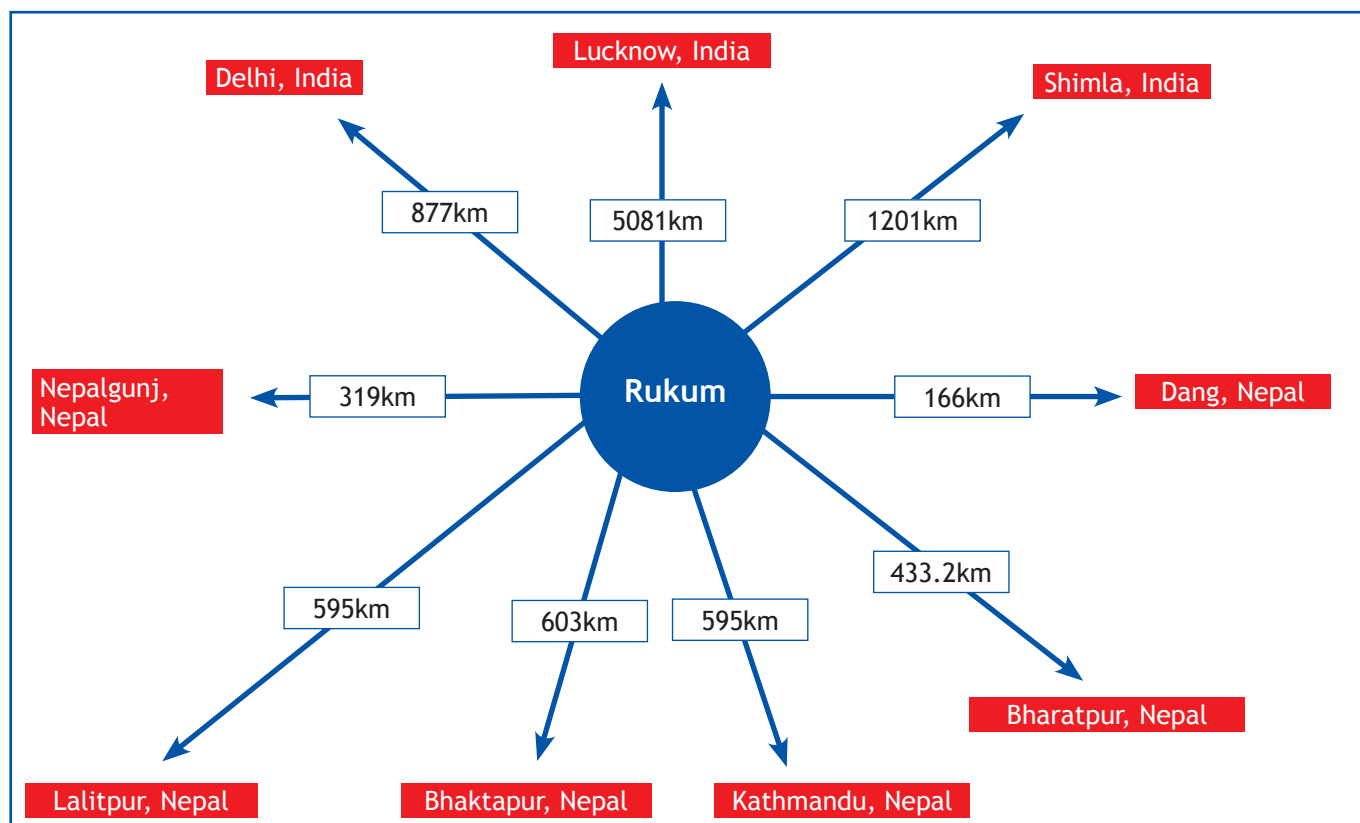 Lucknow, India
Delhi, India
Shimla, India
877km
5081km
1201km
Nepalgunj,
Nepal
319km
Rukum
166km
Dang, Nepal
433.2km
595km
603km
595km
Bharatpur, Nepal
Lalitpur, Nepal
Bhaktapur, Nepal
Kathmandu, Nepal